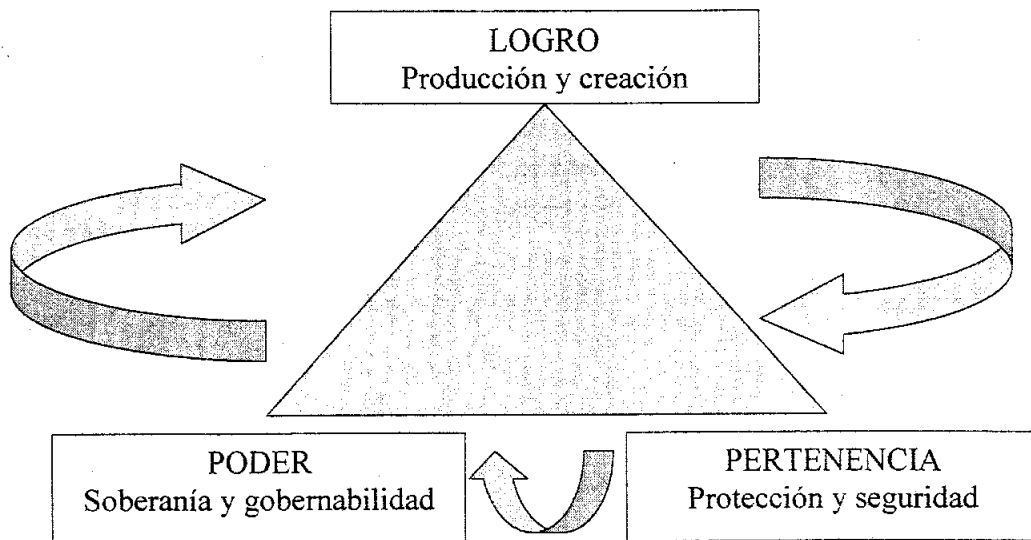 LOGRO
Producción y creación
PODER
Soberanía y gobernabilidad
PERTENENCIA
Protección y seguridad